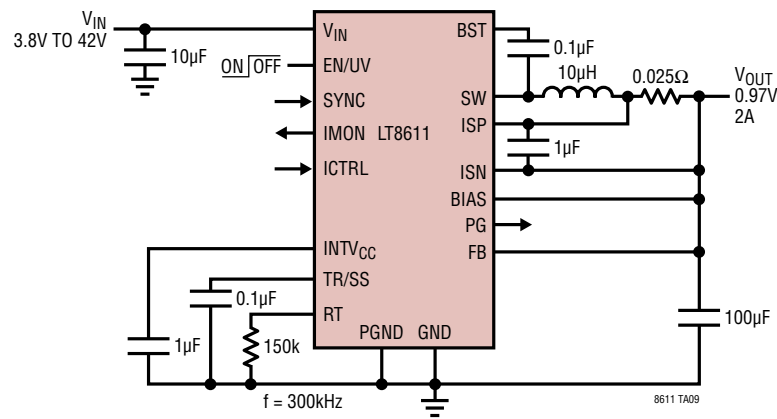 VIN
3.8V TO 42V
10µF
ON OFF
VIN
EN/UV
SYNC
IMON
LT8611
ICTRL
INTVCC
TR/SS
RT
PGND
GND
BST
SW
ISP
ISN
BIAS
PG
FB
0.1µF
10µH
0.025Ω
VOUT
0.97V
2A
1µF
0.1µF
1µF
150k
100µF
f = 300kHz
8611 TA09